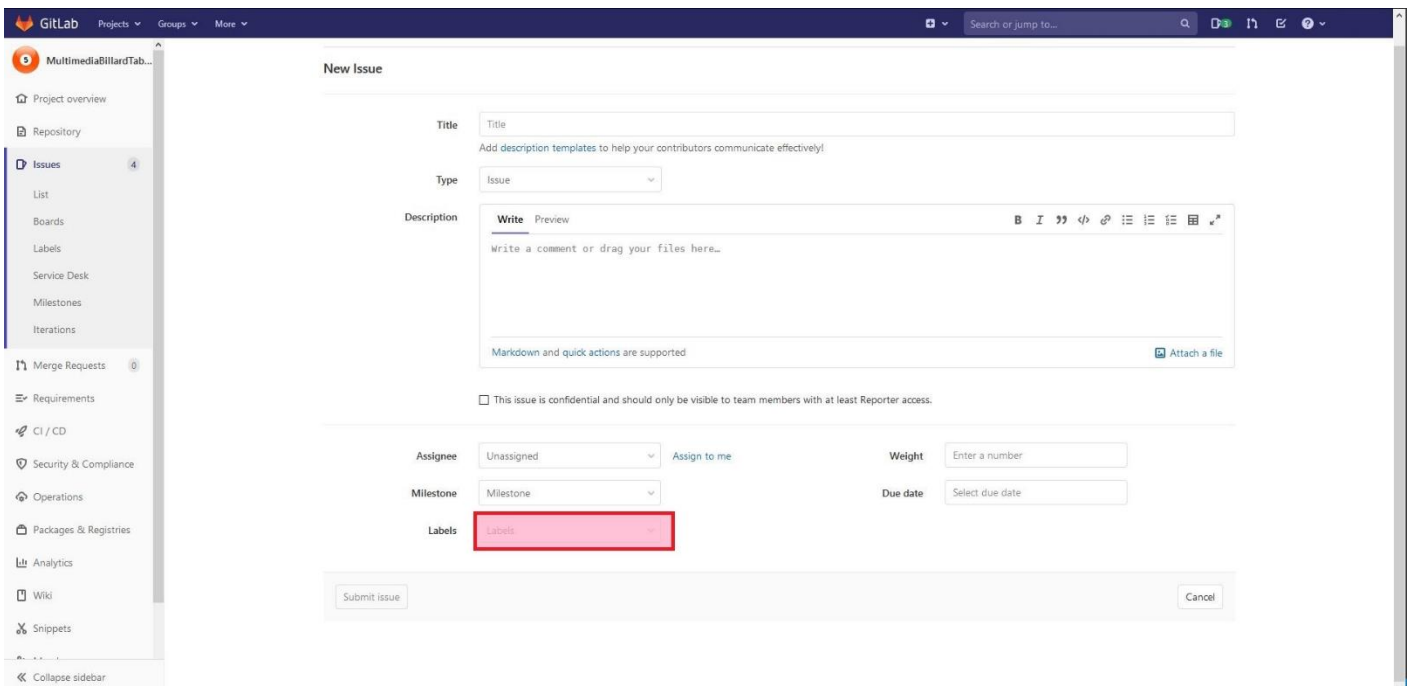 GitLab Projects Groups More Search or jump to... 3
5 MultimediaBillardTab...
Project overview
Repository
Issues 4
List
Boards
Labels
Service Desk
Milestones
Iterations
Merge Requests 0
Requirements
CI / CD
Security & Compliance
Operations
Packages & Registries
Analytics
Wiki
Snippets
Collapse sidebar
New Issue
Title Title
Add description templates to help your contributors communicate effectively!
Type Issue
Description Write Preview
Write a comment or drag your files here…
Markdown and quick actions are supported Attach a file
This issue is confidential and should only be visible to team members with at least Reporter access.
Assignee Unassigned Assign to me Weight Enter a number
Milestone Milestone Due date Select due date
Labels Labels
Submit issue Cancel